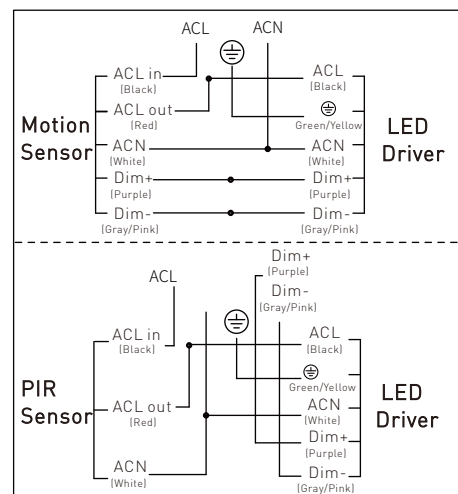 ACL ACN
ACL in
(Black)
ACL out
(Red)
Motion
Sensor
ACN
(White)
Dim+
(Purple)
Dim-
(Gray/Pink)
ACL
(Black)
Green/Yellow
LED
Driver
ACN
(White)
Dim+
(Purple)
Dim-
(Gray/Pink)
Dim+
(Purple)
Dim-
(Gray/Pink)
ACL
ACL in
(Black)
PIR
Sensor
ACL out
(Red)
ACN
(White)
ACL
(Black)
Green/Yellow
LED
Driver
ACN
(White)
Dim+
(Purple)
Dim-
(Gray/Pink)